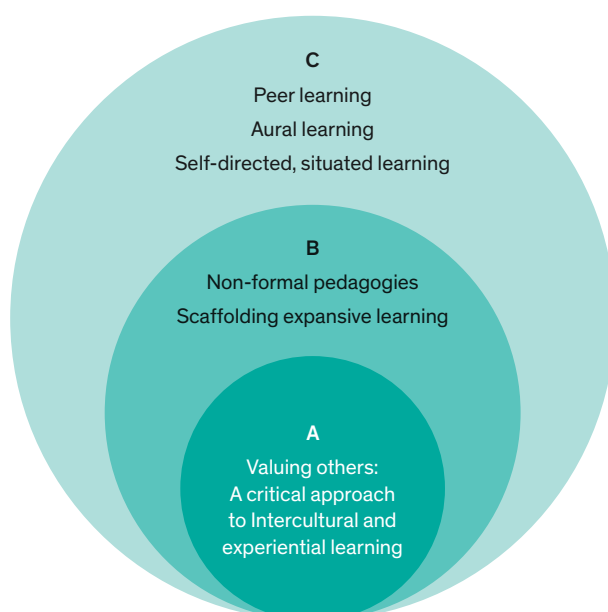 C
Peer learning
Aural learning
Self-directed, situated learning
B
Non-formal pedagogies
Scaffolding expansive learning
A
Valuing others:
A critical approach
to Intercultural and
experiential learning